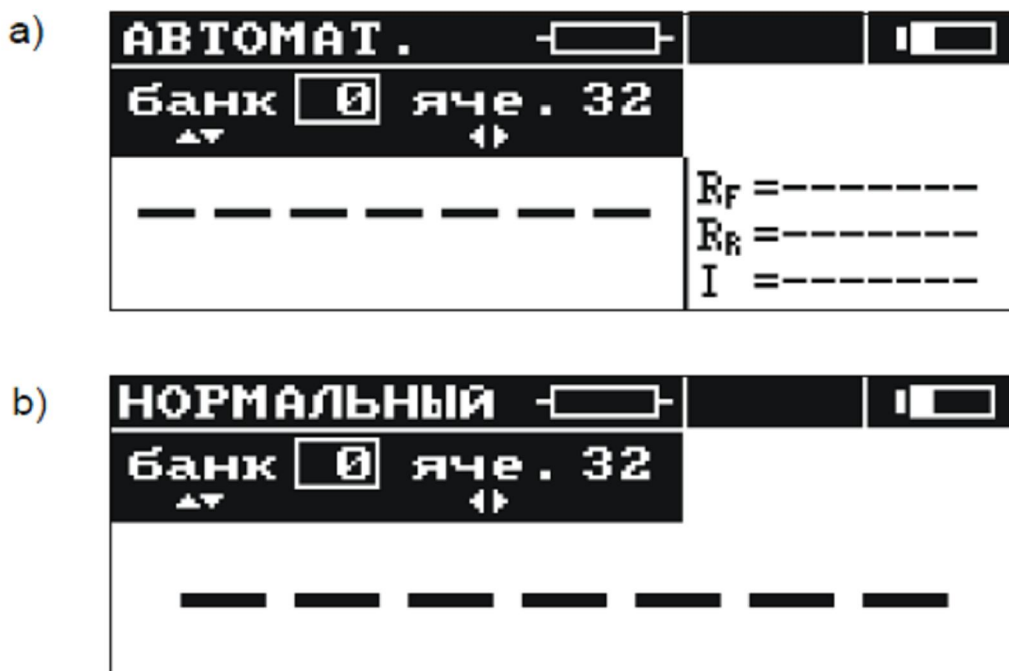 a)
АВТОМАТ.
банк 0 яче. 32
-------
R_F =-------
R_R =-------
I =-------
b)
НОРМАЛЬНЫЙ
банк 0 яче. 32
-------